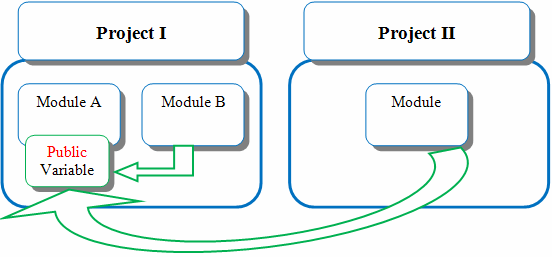 Project I
Project II
Module A
Module B
Module
Public
Variable